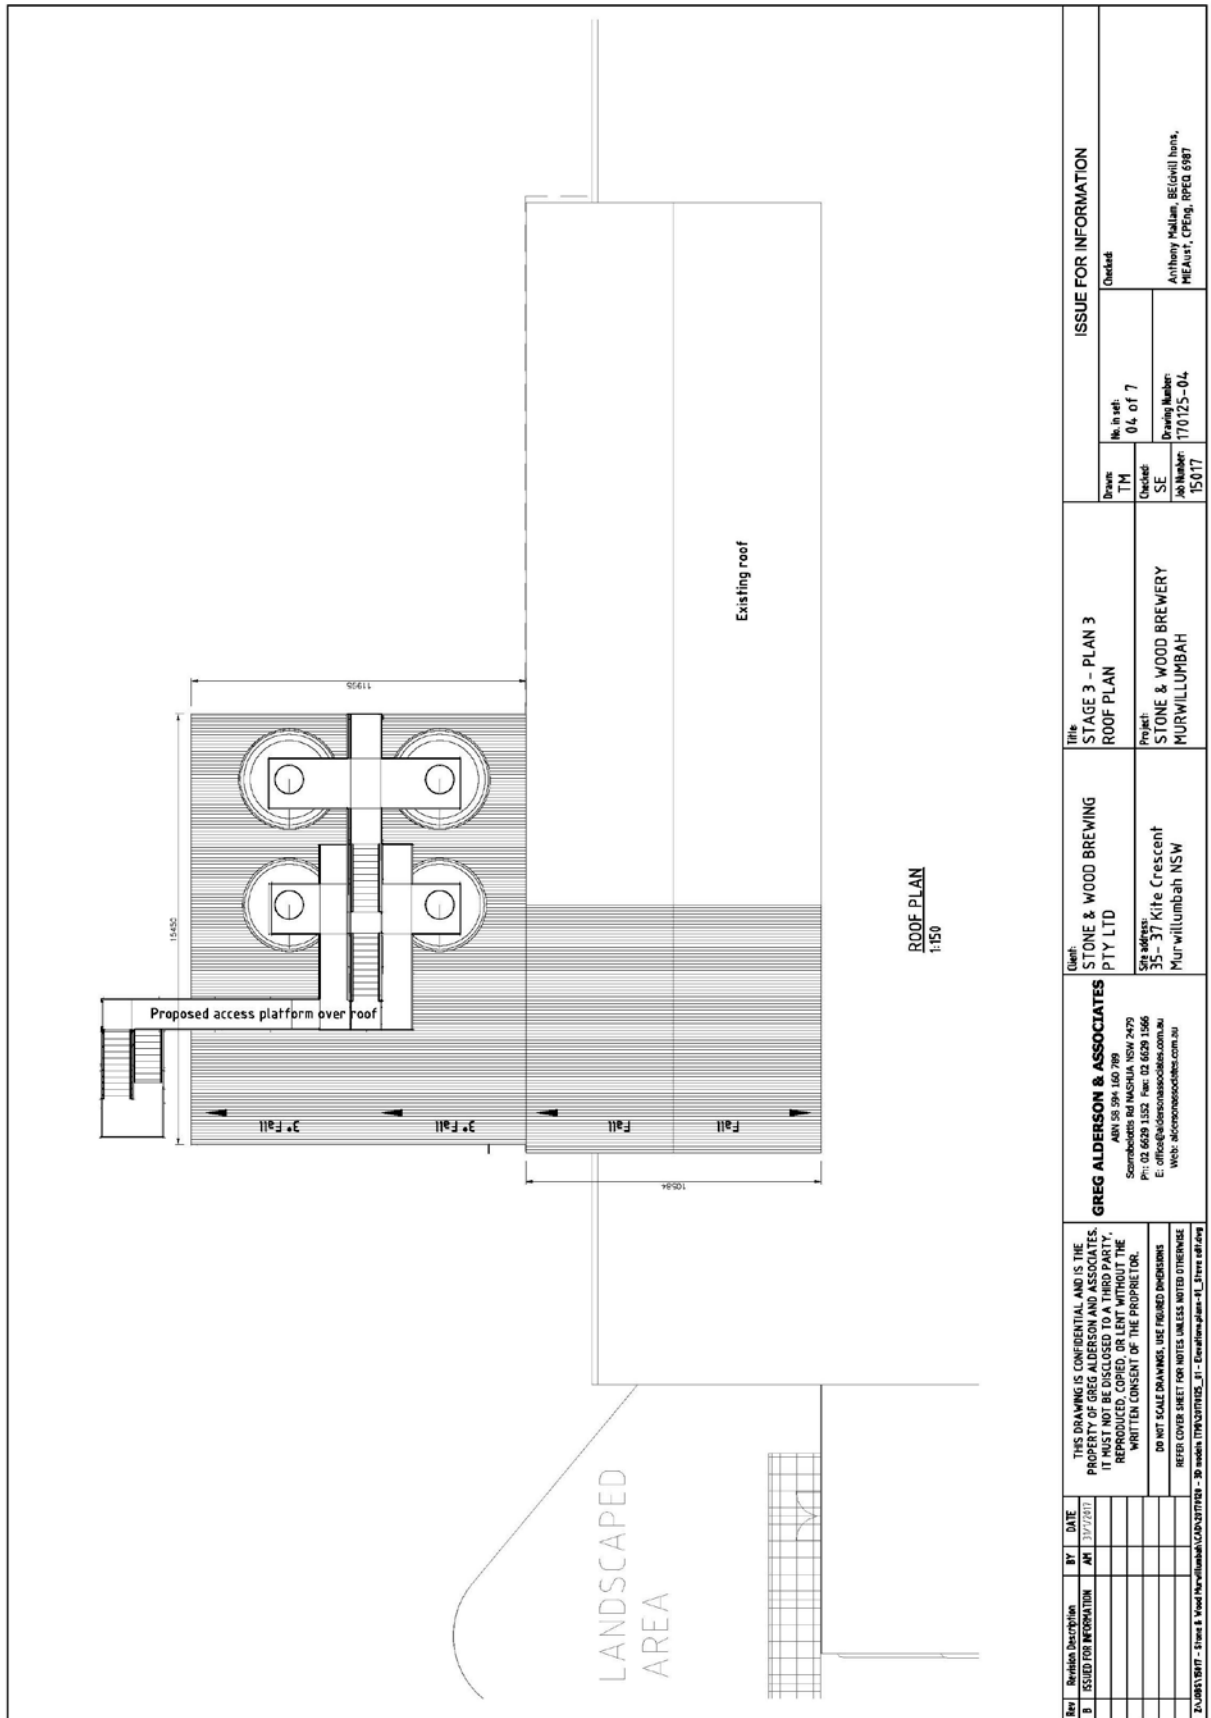 11995
15450
Proposed access platform over roof
3° Fall
3° Fall
Fall
Fall
10584
Existing roof
ROOF PLAN
1:150
LANDSCAPED
AREA
Rev
Revision Description
BY
DATE
B
ISSUED FOR INFORMATION
AM
31/1/2017
THIS DRAWING IS CONFIDENTIAL AND IS THE
PROPERTY OF GREG ALDERSON AND ASSOCIATES.
IT MUST NOT BE DISCLOSED TO A THIRD PARTY,
REPRODUCED, COPIED, OR LENT WITHOUT THE
WRITTEN CONSENT OF THE PROPRIETOR.
DO NOT SCALE DRAWINGS, USE FIGURED DIMENSIONS
REFER COVER SHEET FOR NOTES UNLESS NOTED OTHERWISE
GREG ALDERSON & ASSOCIATES
ABN 58 594 160 789
Scarrabelottis Rd NASHUA NSW 2479
Ph: 02 6629 1552 Fax: 02 6629 1566
E: office@aldersonassociates.com.au
Web: aldersonassociates.com.au
Client:
STONE & WOOD BREWING
PTY LTD
Site address:
35- 37 Kite Crescent
Murwillumbah NSW
Title:
STAGE 3 - PLAN 3
ROOF PLAN
Project:
STONE & WOOD BREWERY
MURWILLUMBAH
ISSUE FOR INFORMATION
Drawn:
TM
No. in set:
04 of 7
Checked:
SE
Job Number:
15017
Drawing Number:
170125-04
Checked:
Anthony Mallam, BE(civil) hons,
MIEAust, CPEng, RPEQ 6987